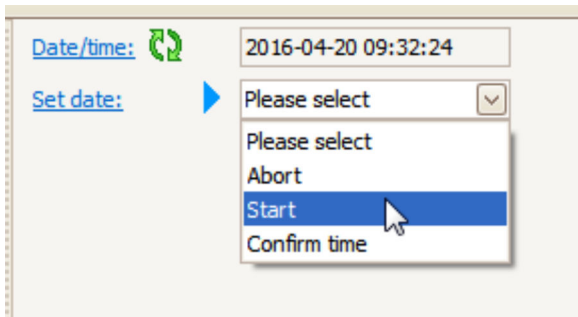 Date/time: 2016-04-20 09:32:24
Set date: Please select
Please select
Abort
Start
Confirm time